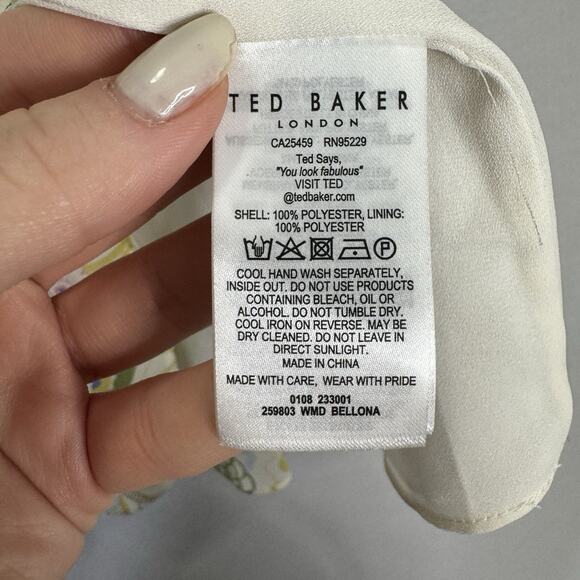 TED BAKER
LONDON
CA25459 RN95229
Ted Says,
"You look fabulous"
VISIT TED
@tedbaker.com
SHELL: 100% POLYESTER, LINING:
100% POLYESTER
COOL HAND WASH SEPARATELY,
INSIDE OUT. DO NOT USE PRODUCTS
CONTAINING BLEACH, OIL OR
ALCOHOL. DO NOT TUMBLE DRY.
COOL IRON ON REVERSE. MAY BE
DRY CLEANED. DO NOT LEAVE IN
DIRECT SUNLIGHT.
MADE IN CHINA
MADE WITH CARE, WEAR WITH PRIDE
0108 233001
259803 WMD BELLONA